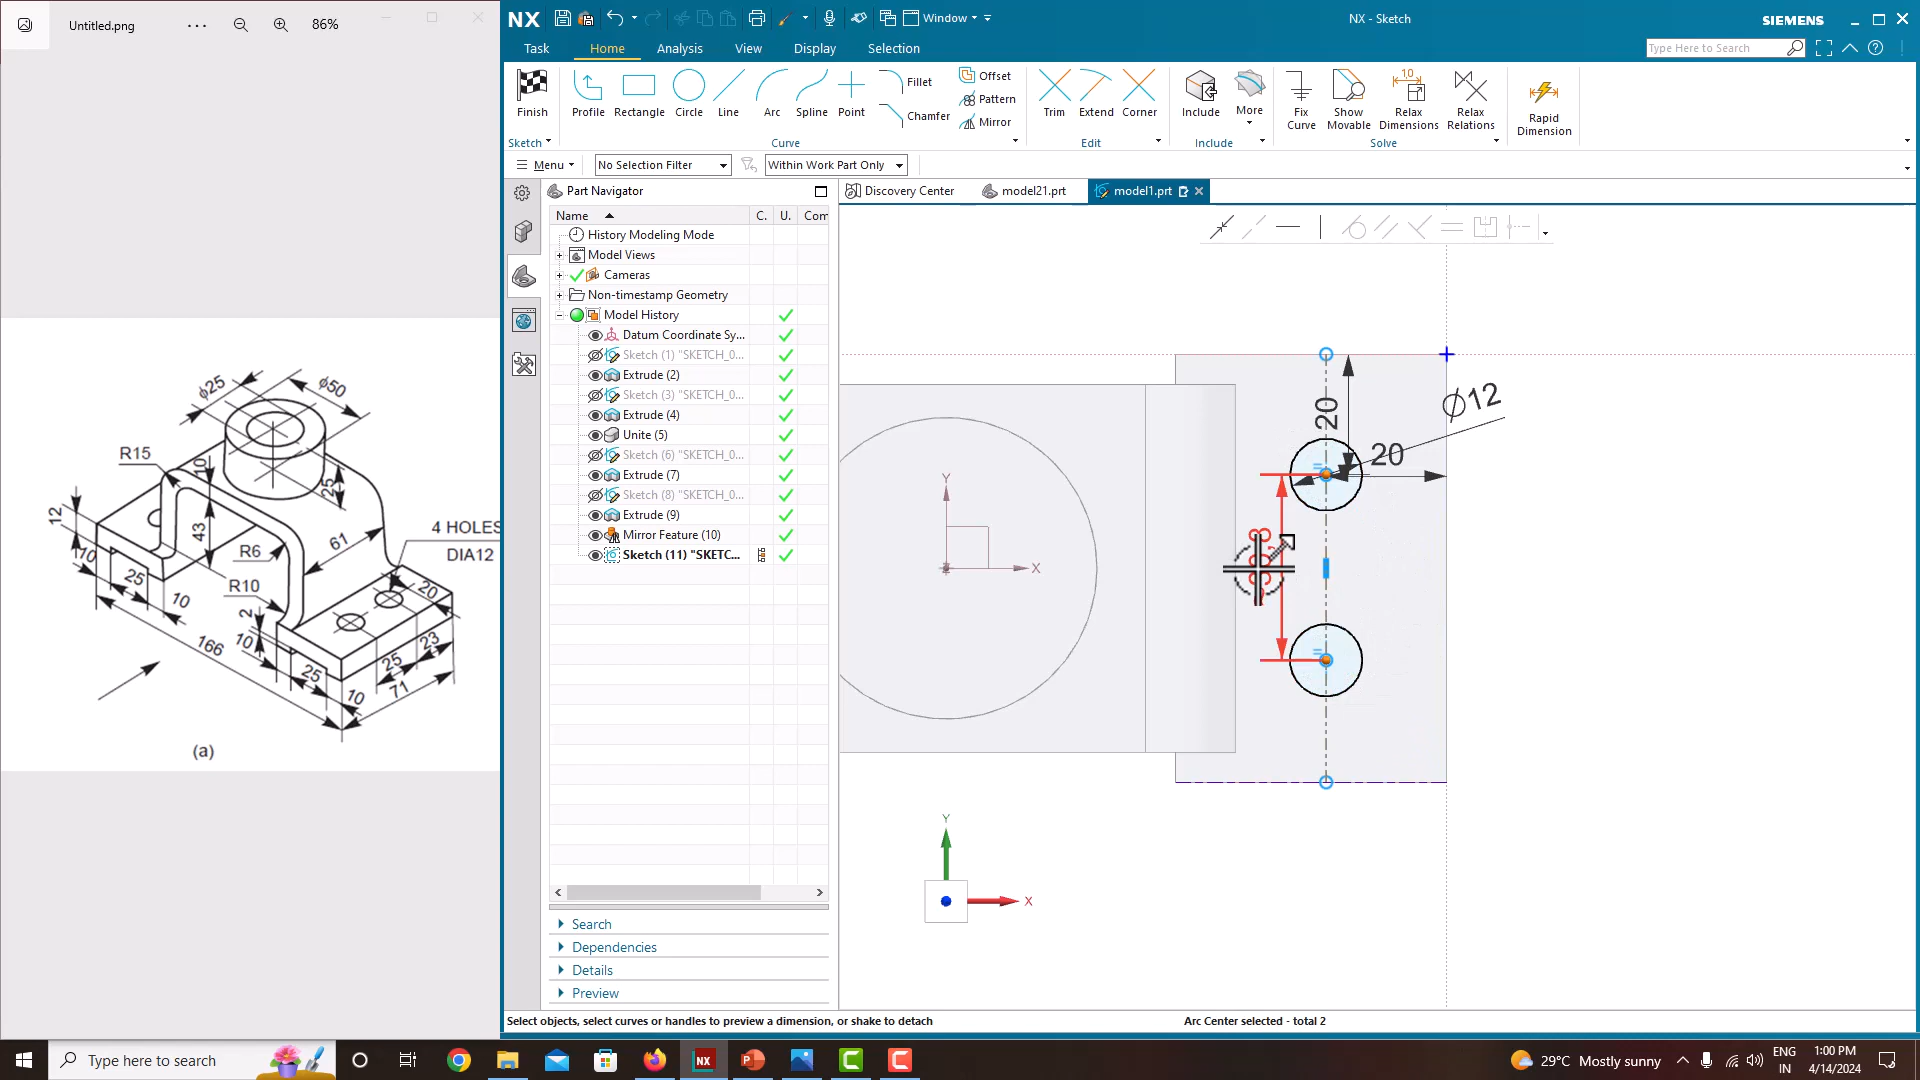 Untitled.png
86%
NX
Window
NX - Sketch
SIEMENS
Task
Home
Analysis
View
Display
Selection
Type Here to Search
Finish
Profile
Rectangle
Circle
Line
Arc
Spline
Point
Fillet
Chamfer
Offset
Pattern
Mirror
Trim
Extend
Corner
Include
More
Fix Curve
Show Movable
Relax Dimensions
Relax Relations
Rapid Dimension
Sketch
Curve
Edit
Include
Solve
Menu
No Selection Filter
Within Work Part Only
Part Navigator
Discovery Center
model21.prt
model1.prt
Name
C.
U.
Com
History Modeling Mode
Model Views
Cameras
Non-timestamp Geometry
Model History
Datum Coordinate Sy...
Sketch (1) "SKETCH_0...
Extrude (2)
Sketch (3) "SKETCH_0...
Extrude (4)
Unite (5)
Sketch (6) "SKETCH_0...
Extrude (7)
Sketch (8) "SKETCH_0...
Extrude (9)
Mirror Feature (10)
Sketch (11) "SKETC...
Search
Dependencies
Details
Preview
ϕ25
ϕ50
R15
10
25
12
43
R6
61
4 HOLES
DIA12
10
25
10
R10
2
10
166
20
23
25
71
25
10
(a)
20
∅12
20
Y
X
Y
X
Select objects, select curves or handles to preview a dimension, or shake to detach
Arc Center selected - total 2
Type here to search
NX
29°C Mostly sunny
ENG
IN
1:00 PM
4/14/2024